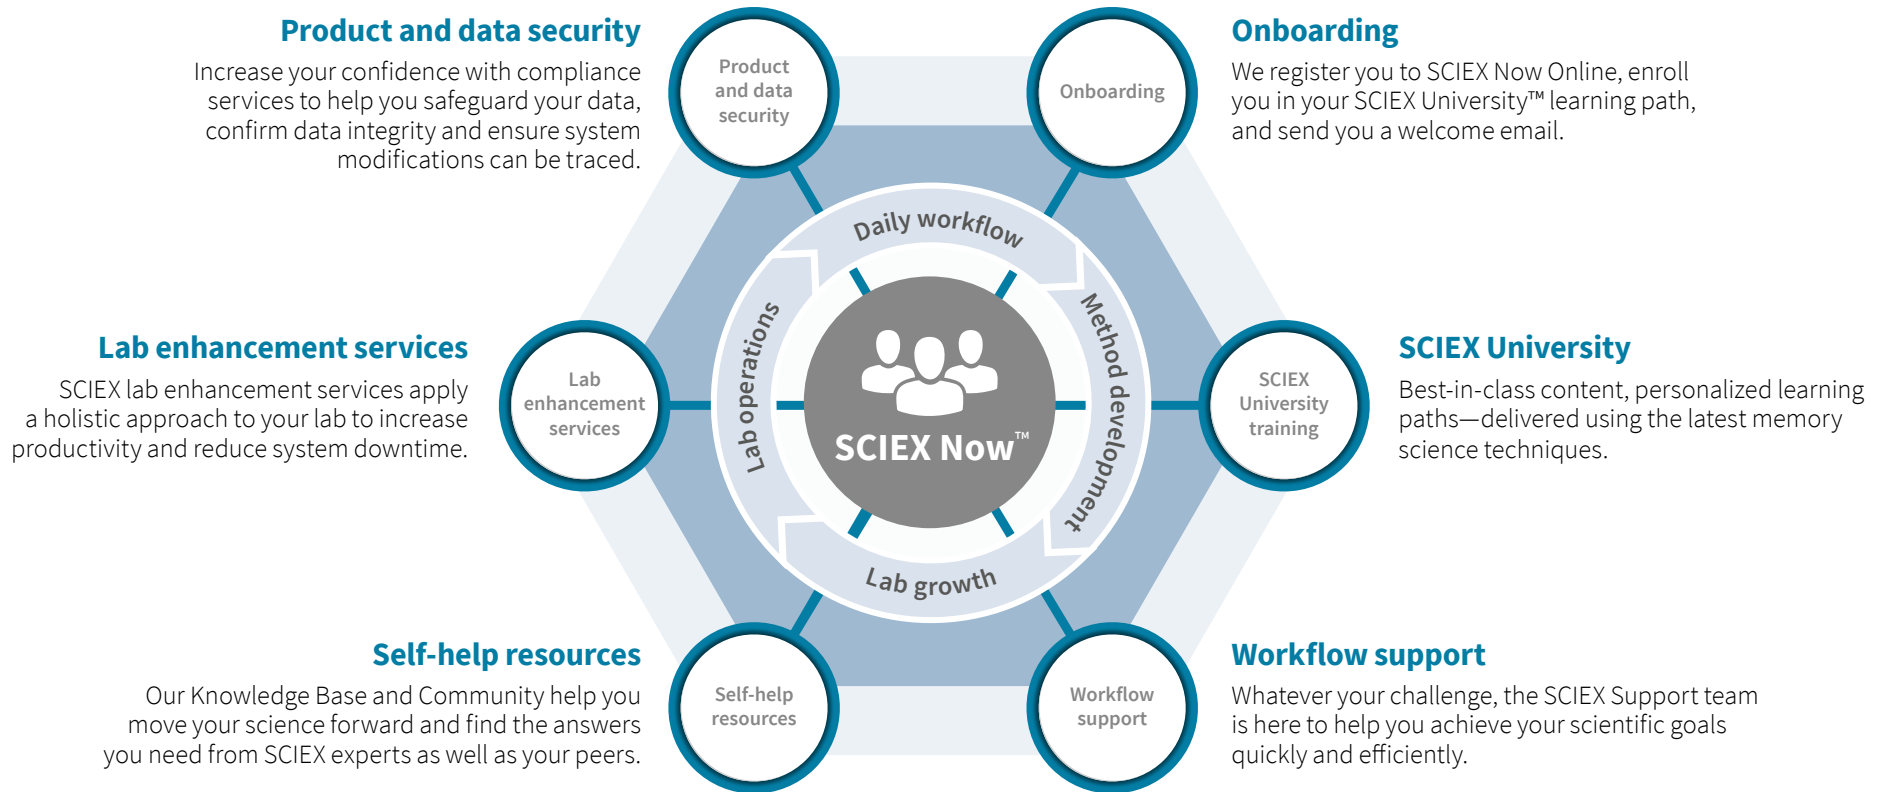 Product and data security
Increase your confidence with compliance
services to help you safeguard your data,
confirm data integrity and ensure system
modifications can be traced.
Product
and data
security
Onboarding
Onboarding
We register you to SCIEX Now Online, enroll
you in your SCIEX University™ learning path,
and send you a welcome email.
Daily workflow
Method development
Lab growth
Lab operations
SCIEX Now™
Lab enhancement services
SCIEX lab enhancement services apply
a holistic approach to your lab to increase
productivity and reduce system downtime.
Lab
enhancement
services
SCIEX
University
training
SCIEX University
Best-in-class content, personalized learning
paths—delivered using the latest memory
science techniques.
Self-help resources
Our Knowledge Base and Community help you
move your science forward and find the answers
you need from SCIEX experts as well as your peers.
Self-help
resources
Workflow
support
Workflow support
Whatever your challenge, the SCIEX Support team
is here to help you achieve your scientific goals
quickly and efficiently.